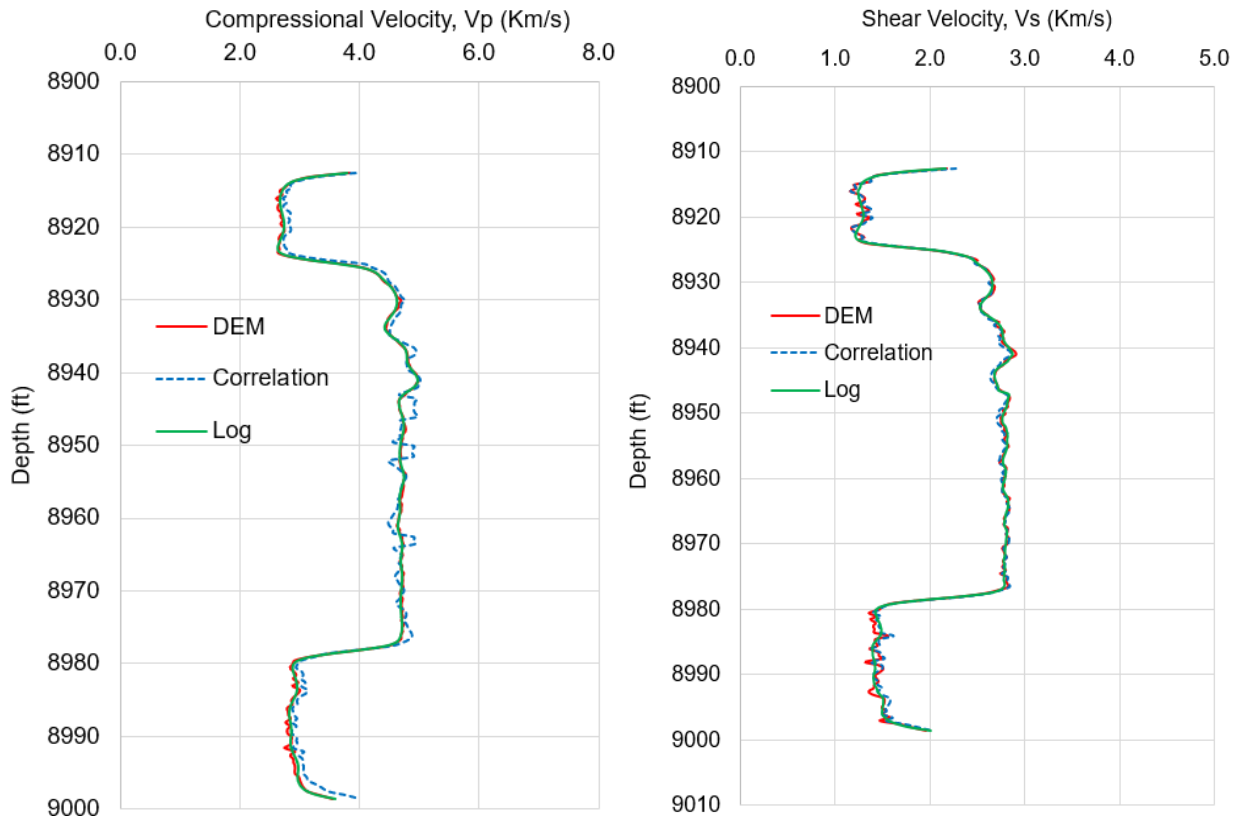 Compressional Velocity, Vp (Km/s)
0.0 2.0 4.0 6.0 8.0
8900
8910
8920
8930
8940
8950
8960
8970
8980
8990
9000
Depth (ft)
DEM
Correlation
Log
Shear Velocity, Vs (Km/s)
0.0 1.0 2.0 3.0 4.0 5.0
8900
8910
8920
8930
8940
8950
8960
8970
8980
8990
9000
9010
Depth (ft)
DEM
Correlation
Log